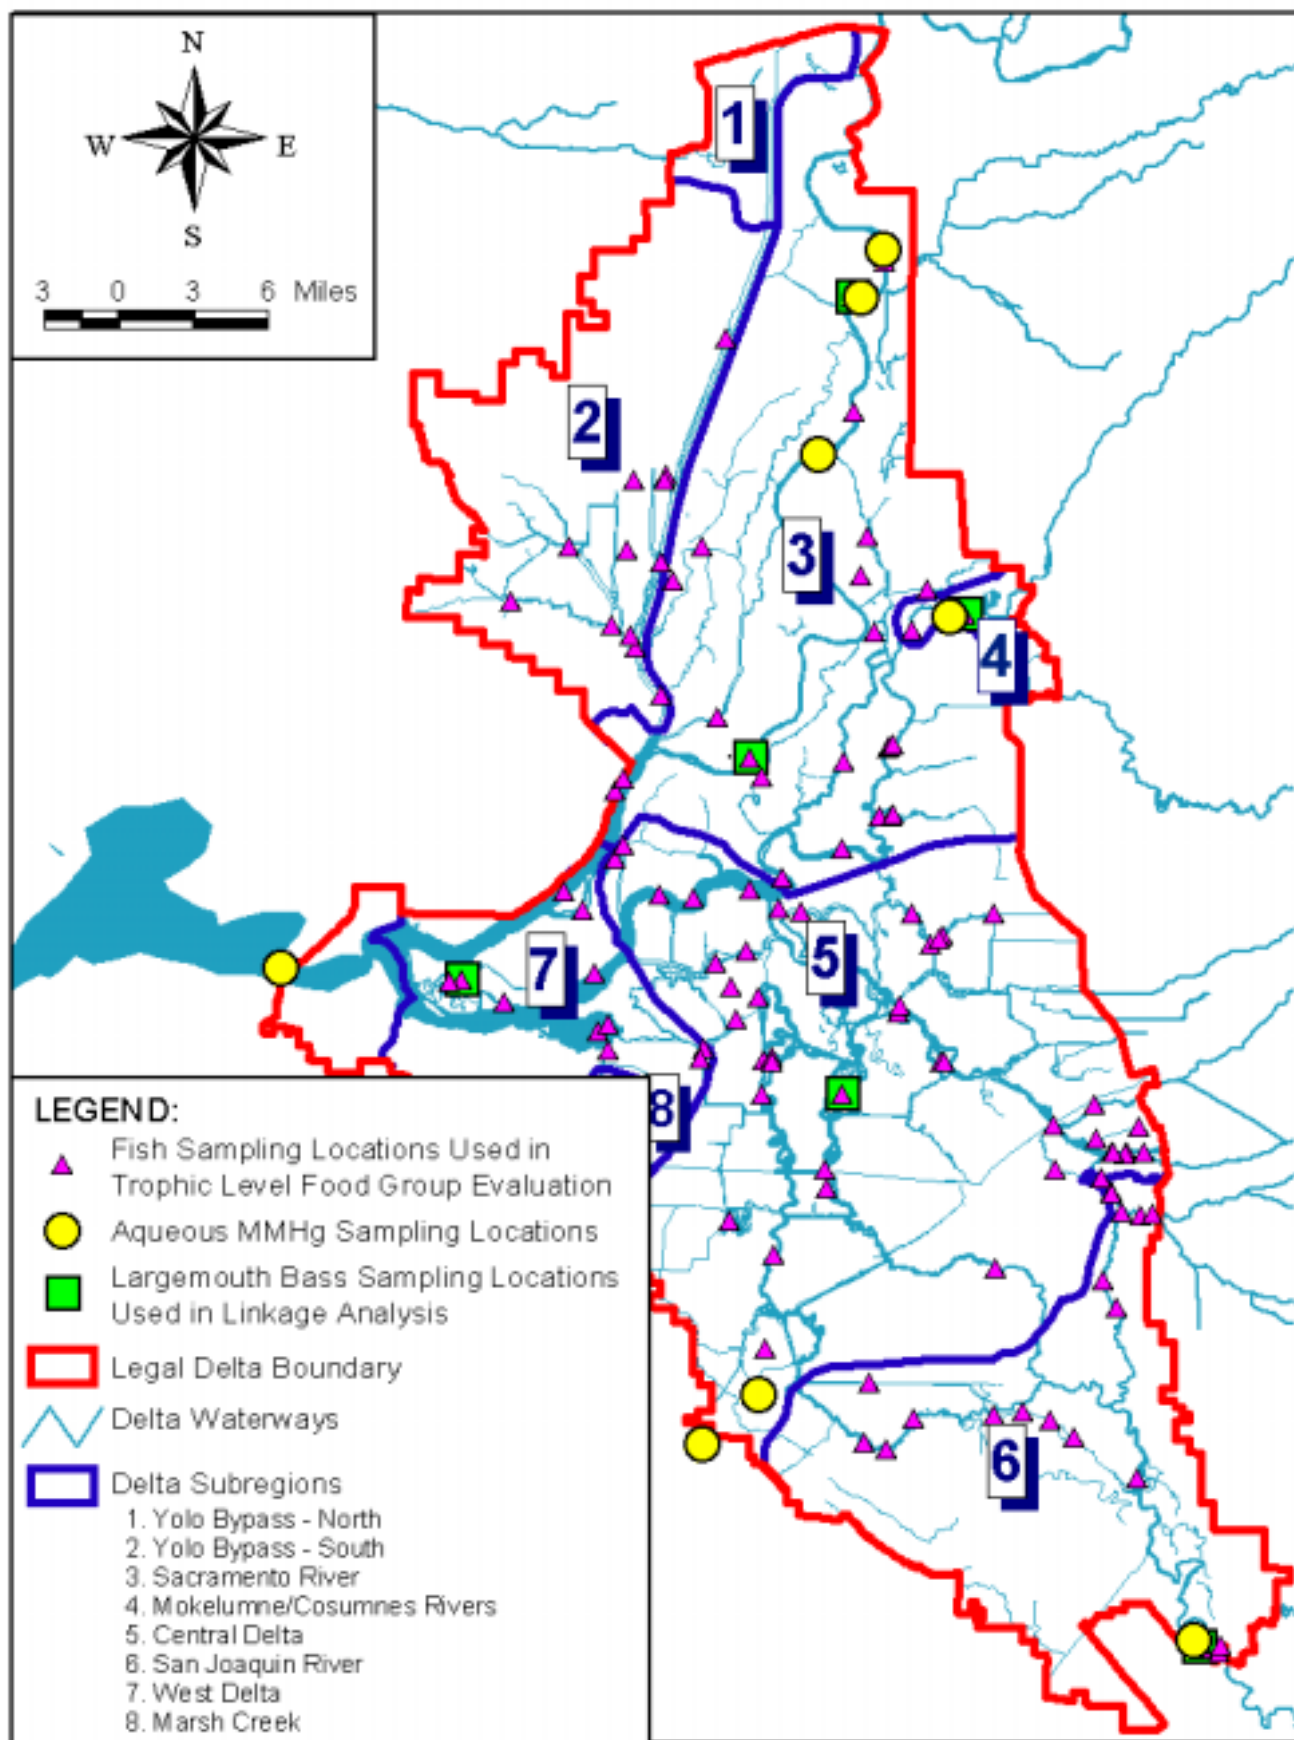 N
W E
S
3 0 3 6 Miles
1
2
3
4
5
7
8
6
LEGEND:
Fish Sampling Locations Used in
Trophic Level Food Group Evaluation
Aqueous MMHg Sampling Locations
Largemouth Bass Sampling Locations
Used in Linkage Analysis
Legal Delta Boundary
Delta Waterways
Delta Subregions
1. Yolo Bypass - North
2. Yolo Bypass - South
3. Sacramento River
4. Mokelumne/Cosumnes Rivers
5. Central Delta
6. San Joaquin River
7. West Delta
8. Marsh Creek